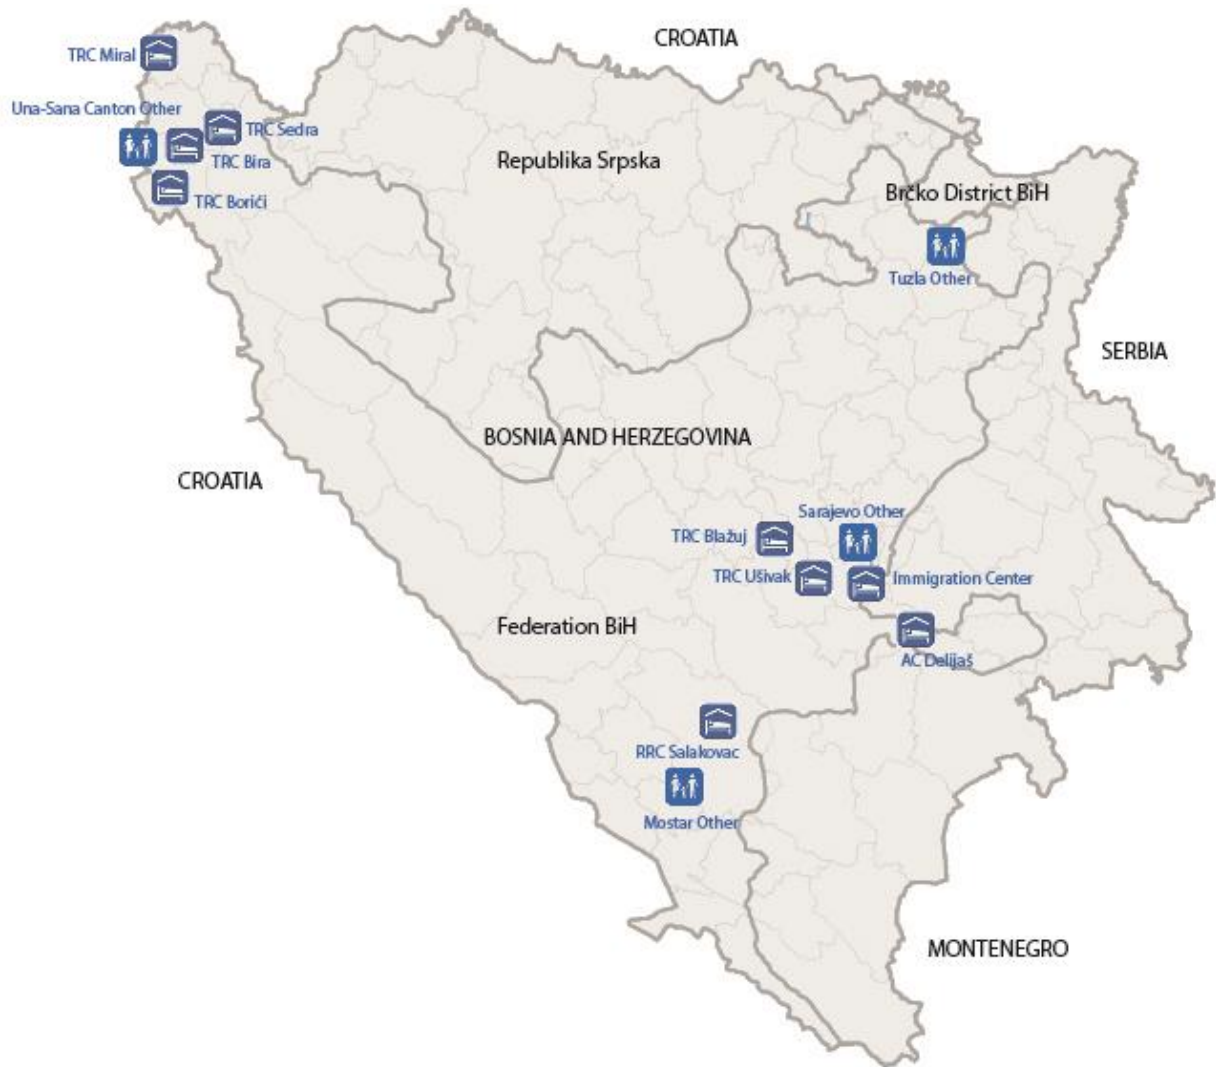 CROATIA
TRC Miral
Una-Sana Canton Other
TRC Sedra
TRC Bira
TRC Borići
Republika Srpska
Brčko District BiH
Tuzla Other
SERBIA
BOSNIA AND HERZEGOVINA
CROATIA
Sarajevo Other
TRC Blažuj
TRC Ušivak
Immigration Center
Federation BiH
AC Delijaš
RRC Salakovac
Mostar Other
MONTENEGRO